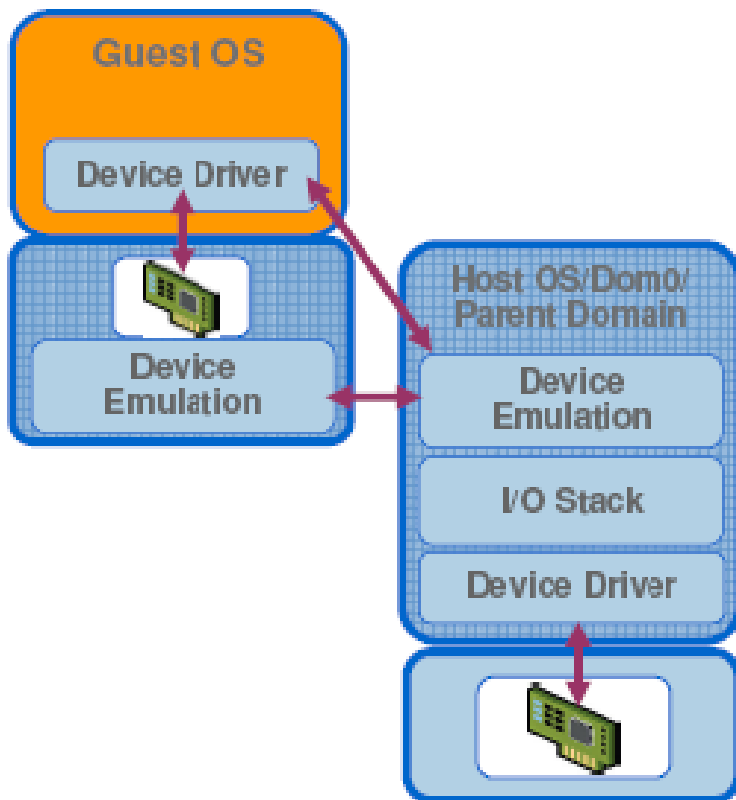 Guest OS
Device Driver
Device
Emulation
Host OS/Dom0/
Parent Domain
Device
Emulation
I/O Stack
Device Driver